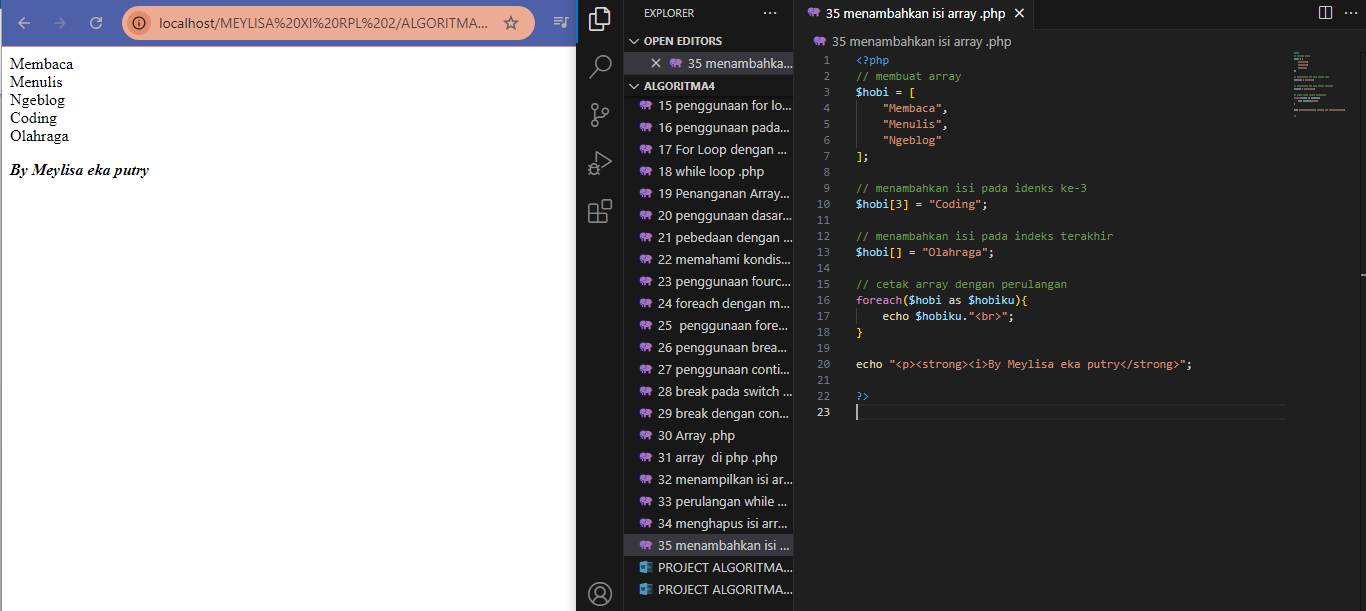 localhost/MEYLISA%20XI%20RPL%202/ALGORITMA...
Membaca
Menulis
Ngeblog
Coding
Olahraga
By Meylisa eka putry
EXPLORER
OPEN EDITORS
35 menambahka...
ALGORITMA4
15 penggunaan for lo...
16 penggunaan pada...
17 For Loop dengan ...
18 while loop .php
19 Penanganan Array...
20 penggunaan dasar...
21 pebedaan dengan ...
22 memahami kondis...
23 penggunaan fourc...
24 foreach dengan m...
25  penggunaan fore...
26 penggunaan brea...
27 penggunaan conti...
28 break pada switch ...
29 break dengan con...
30 Array .php
31 array  di php .php
32 menampilkan isi ar...
33 perulangan while ...
34 menghapus isi arr...
35 menambahkan isi ...
PROJECT ALGORITMA...
PROJECT ALGORITMA...
35 menambahkan isi array .php
35 menambahkan isi array .php
1 <?php
2 // membuat array
3 $hobi = [
4     "Membaca",
5     "Menulis",
6     "Ngeblog"
7 ];
8
9 // menambahkan isi pada idenks ke-3
10 $hobi[3] = "Coding";
11
12 // menambahkan isi pada indeks terakhir
13 $hobi[] = "Olahraga";
14
15 // cetak array dengan perulangan
16 foreach($hobi as $hobiku){
17     echo $hobiku."<br>";
18 }
19
20 echo "<p><strong><i>By Meylisa eka putry</strong>";
21
22 ?>
23